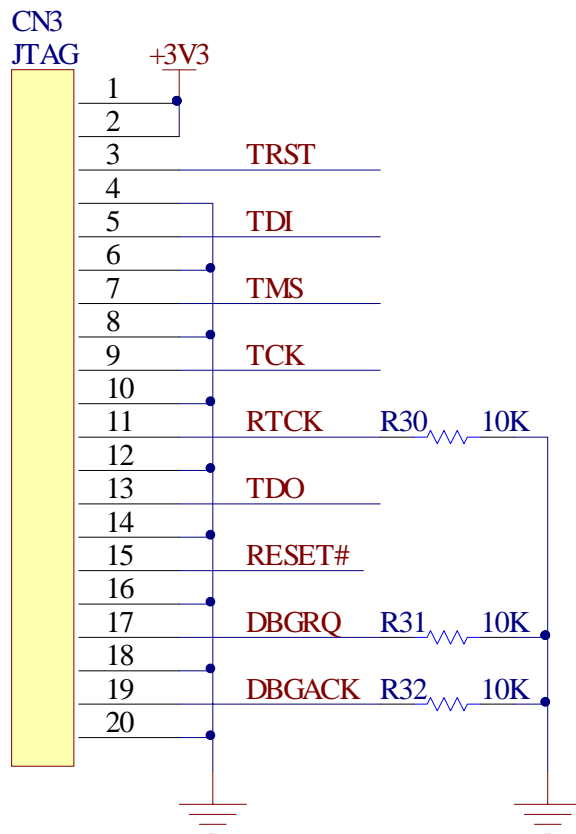 CN3
JTAG +3V3
1
2
3 TRST
4
5 TDI
6
7 TMS
8
9 TCK
10
11 RTCK R30 10K
12
13 TDO
14
15 RESET#
16
17 DBGRQ R31 10K
18
19 DBGACK R32 10K
20